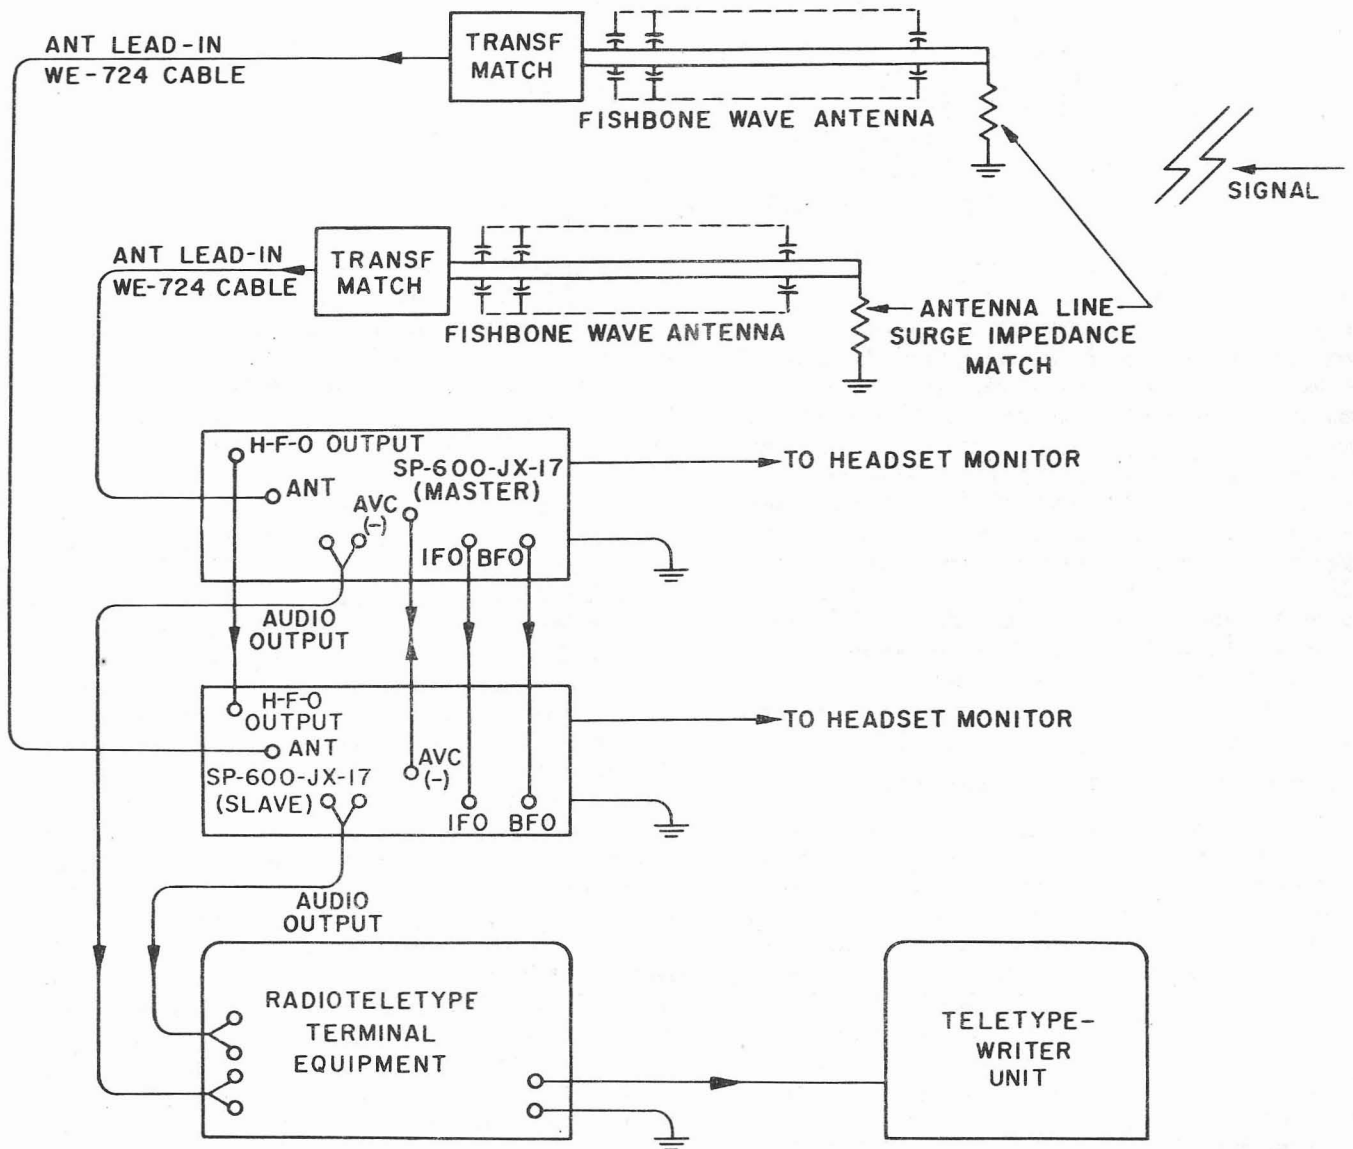 ANT LEAD-IN
WE-724 CABLE
TRANSF
MATCH
FISHBONE WAVE ANTENNA
SIGNAL
ANT LEAD-IN
WE-724 CABLE
TRANSF
MATCH
FISHBONE WAVE ANTENNA
ANTENNA LINE
SURGE IMPEDANCE
MATCH
H-F-O OUTPUT
SP-600-JX-17
(MASTER)
ANT
AVC
(-)
IFO
BFO
TO HEADSET MONITOR
AUDIO
OUTPUT
H-F-O
OUTPUT
ANT
SP-600-JX-17
(SLAVE)
AVC
(-)
IFO
BFO
TO HEADSET MONITOR
AUDIO
OUTPUT
RADIOTELETYPE
TERMINAL
EQUIPMENT
TELETYPE-
WRITER
UNIT